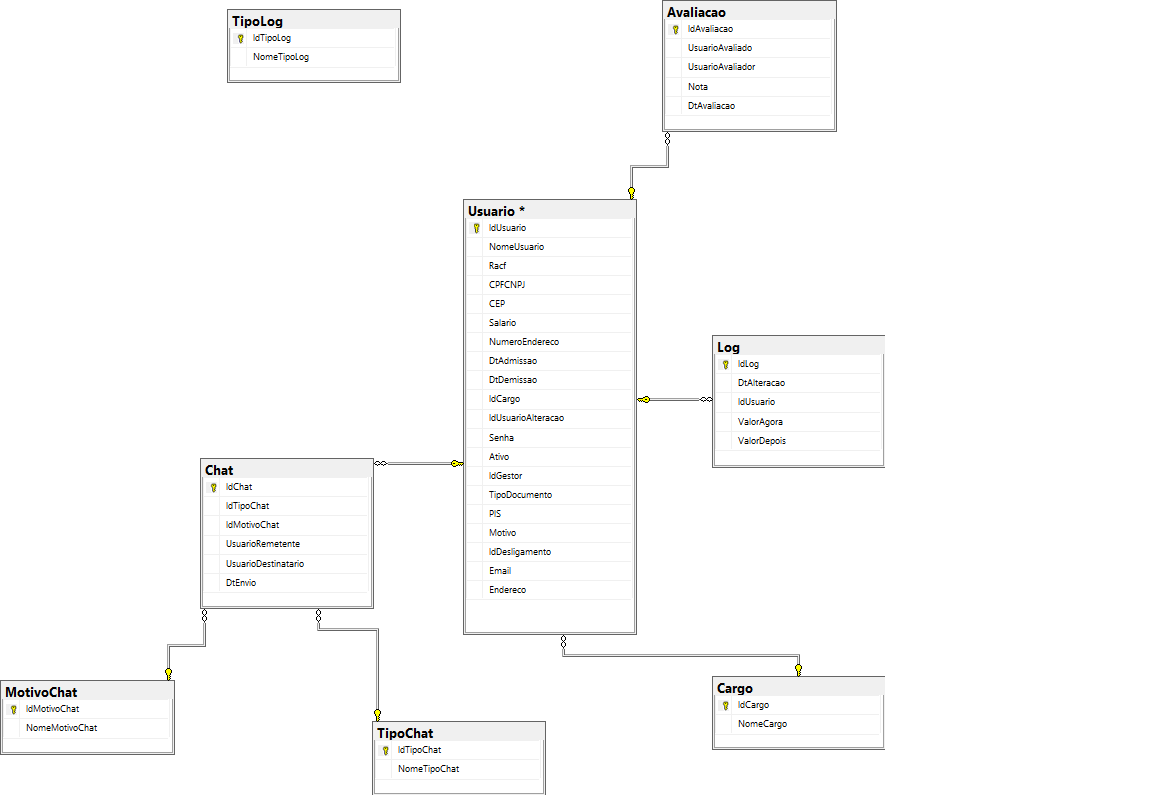 TipoLog
IdTipoLog
NomeTipoLog
Avaliacao
IdAvaliacao
UsuarioAvaliado
UsuarioAvaliador
Nota
DtAvaliacao
Usuario *
IdUsuario
NomeUsuario
Racf
CPFCNPJ
CEP
Salario
NumeroEndereco
DtAdmissao
DtDemissao
IdCargo
IdUsuarioAlteracao
Senha
Ativo
IdGestor
TipoDocumento
PIS
Motivo
IdDesligamento
Email
Endereco
Log
IdLog
DtAlteracao
IdUsuario
ValorAgora
ValorDepois
Chat
IdChat
IdTipoChat
IdMotivoChat
UsuarioRemetente
UsuarioDestinatario
DtEnvio
MotivoChat
IdMotivoChat
NomeMotivoChat
TipoChat
IdTipoChat
NomeTipoChat
Cargo
IdCargo
NomeCargo